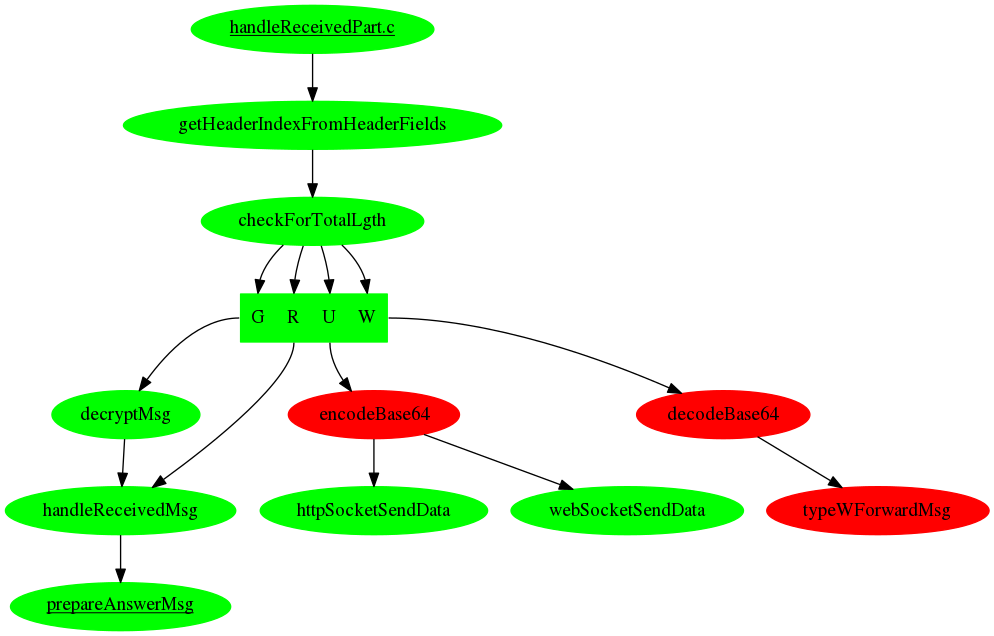 handleReceivedPart.c
getHeaderIndexFromHeaderFields
checkForTotalLgth
G R U W
decryptMsg encodeBase64 decodeBase64
handleReceivedMsg httpSocketSendData webSocketSendData typeWForwardMsg
prepareAnswerMsg